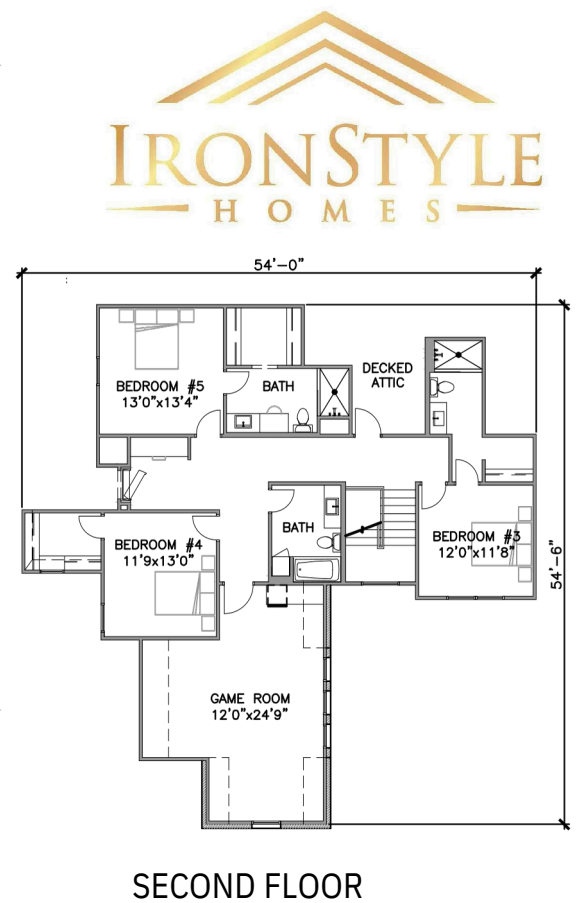 IRONSTYLE
HOMES
54'-0"
BEDROOM #5
13'0"x13'4"
BATH
DECKED
ATTIC
BEDROOM #4
11'9x13'0"
BATH
BEDROOM #3
12'0"x11'8"
54'-6"
GAME ROOM
12'0"x24'9"
SECOND FLOOR